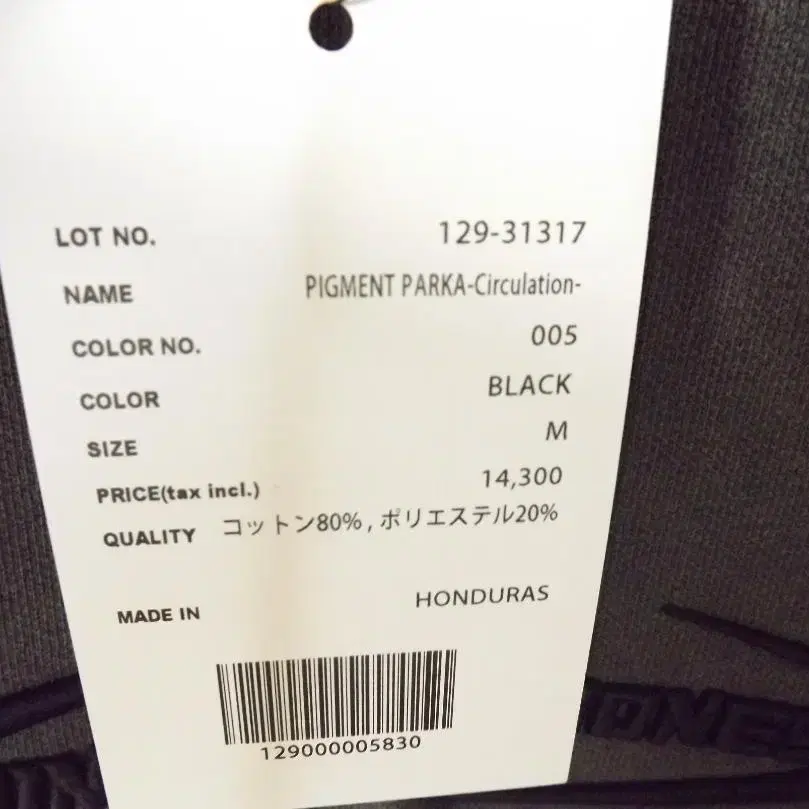 LOT NO. 129-31317
NAME PIGMENT PARKA-Circulation-
COLOR NO. 005
COLOR BLACK
SIZE M
PRICE(tax incl.) 14,300
QUALITY コットン80% , ポリエステル20%
MADE IN HONDURAS
129000005830